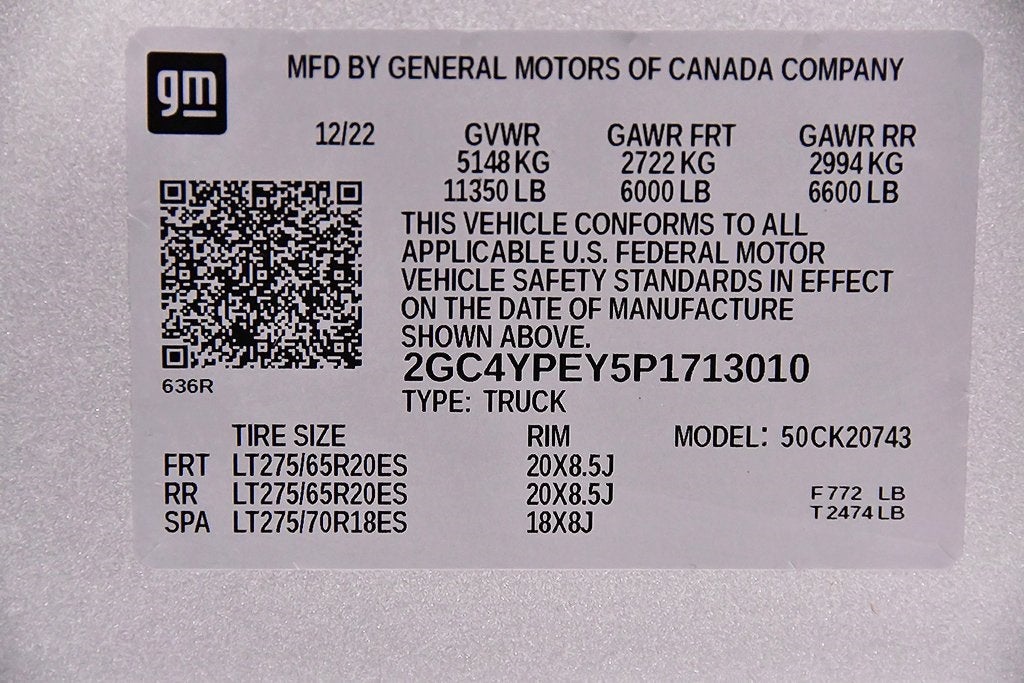 gm
MFD BY GENERAL MOTORS OF CANADA COMPANY
12/22 GVWR GAWR FRT GAWR RR
5148 KG 2722 KG 2994 KG
11350 LB 6000 LB 6600 LB
THIS VEHICLE CONFORMS TO ALL
APPLICABLE U.S. FEDERAL MOTOR
VEHICLE SAFETY STANDARDS IN EFFECT
ON THE DATE OF MANUFACTURE
SHOWN ABOVE.
2GC4YPEY5P1713010
636R
TYPE: TRUCK
TIRE SIZE RIM MODEL: 50CK20743
FRT LT275/65R20ES 20X8.5J
RR LT275/65R20ES 20X8.5J F772 LB
SPA LT275/70R18ES 18X8J T2474LB